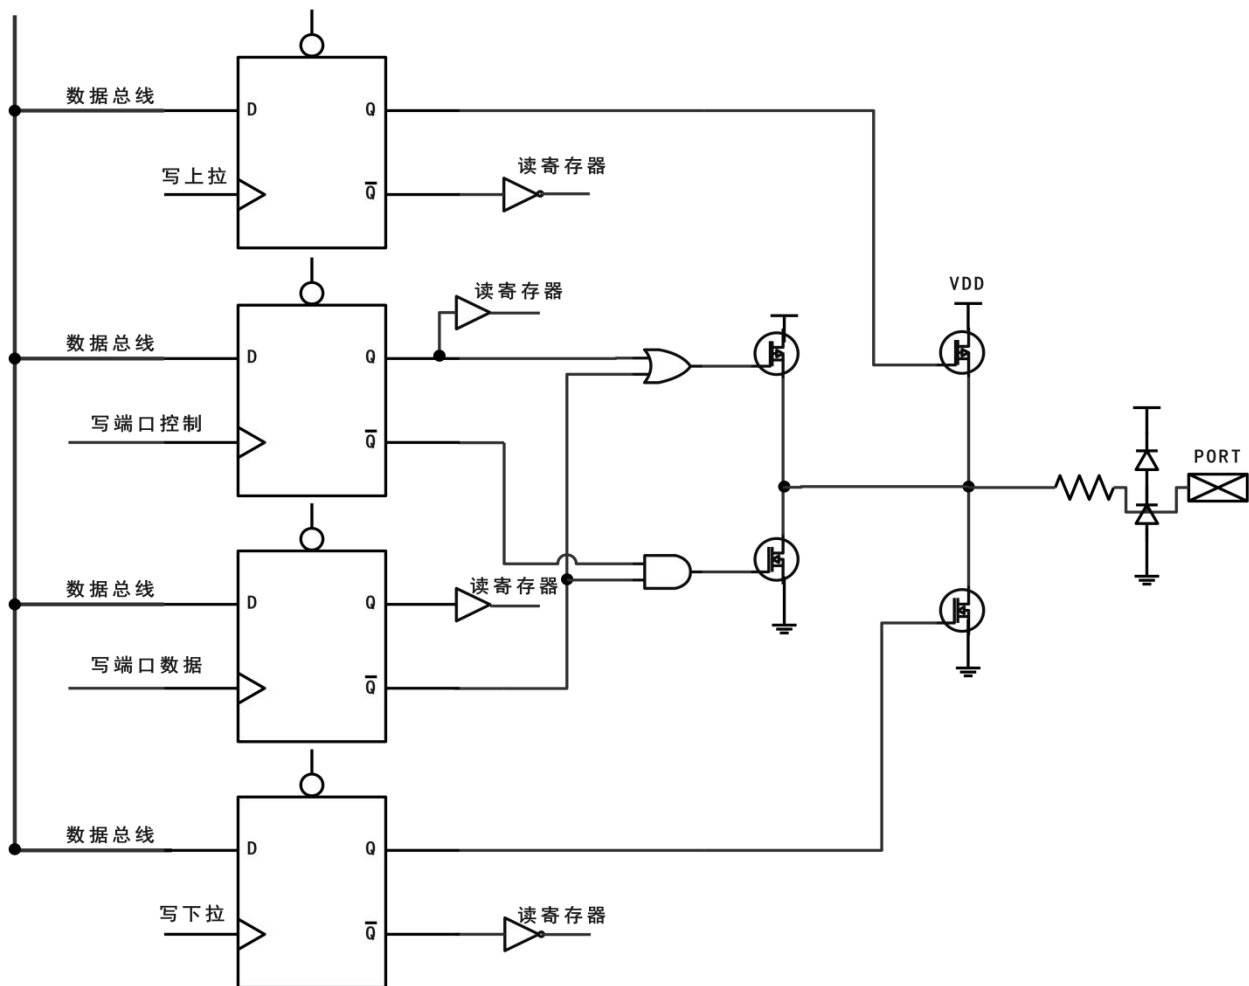 数据总线
D
Q
写上拉
读寄存器
Q̅
读寄存器
VDD
数据总线
D
Q
写端口控制
Q̅
PORT
读寄存器
数据总线
D
Q
写端口数据
Q̅
数据总线
D
Q
写下拉
读寄存器
Q̅